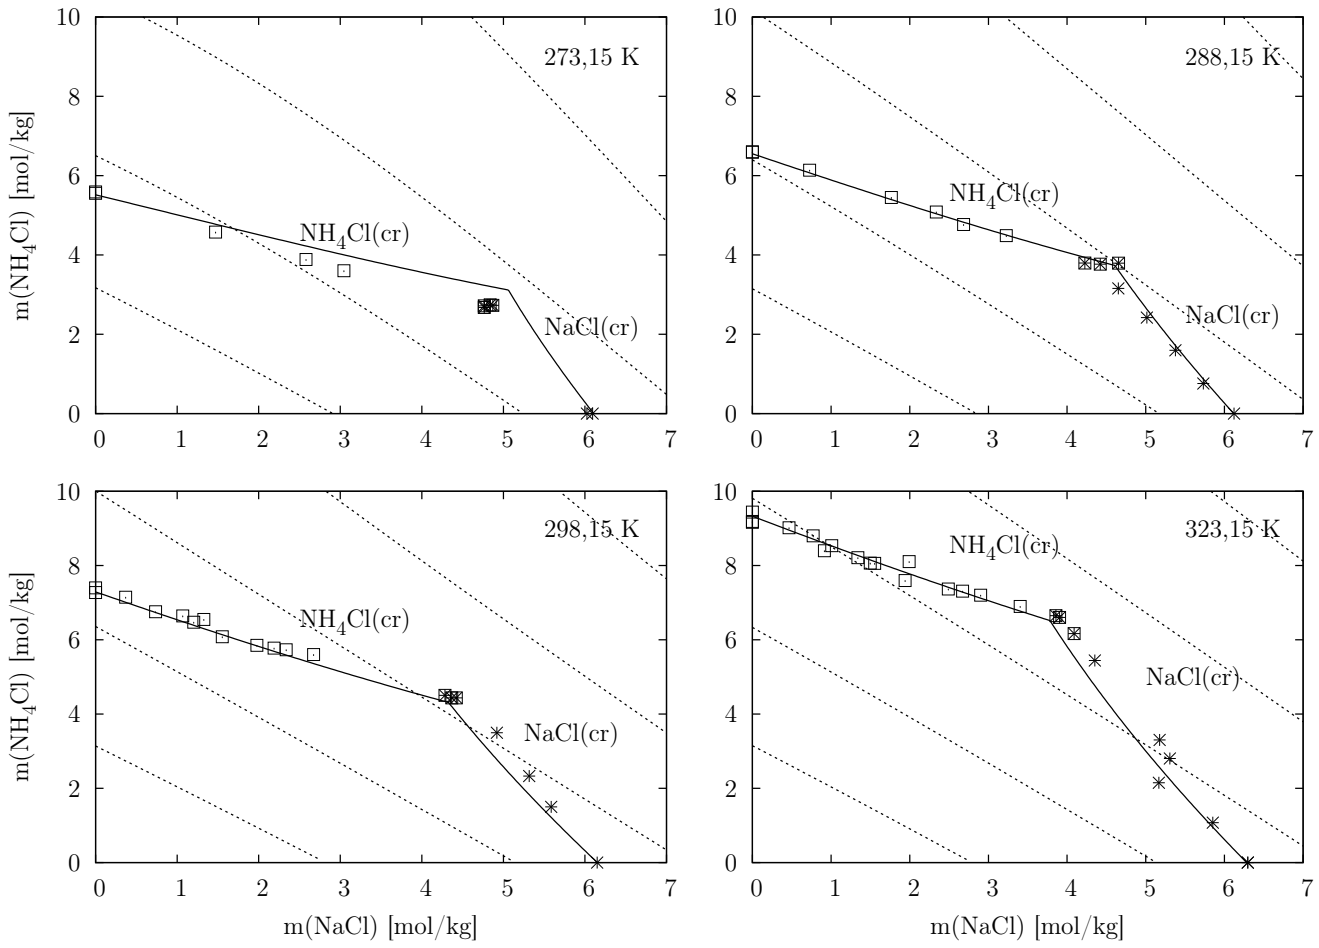 10
8
6
4
2
0
0 1 2 3 4 5 6 7
m(NH4Cl) [mol/kg]
273,15 K
NH4Cl(cr)
NaCl(cr)
10
8
6
4
2
0
0 1 2 3 4 5 6 7
288,15 K
NH4Cl(cr)
NaCl(cr)
10
8
6
4
2
0
0 1 2 3 4 5 6 7
m(NH4Cl) [mol/kg]
m(NaCl) [mol/kg]
298,15 K
NH4Cl(cr)
NaCl(cr)
10
8
6
4
2
0
0 1 2 3 4 5 6 7
m(NaCl) [mol/kg]
323,15 K
NH4Cl(cr)
NaCl(cr)